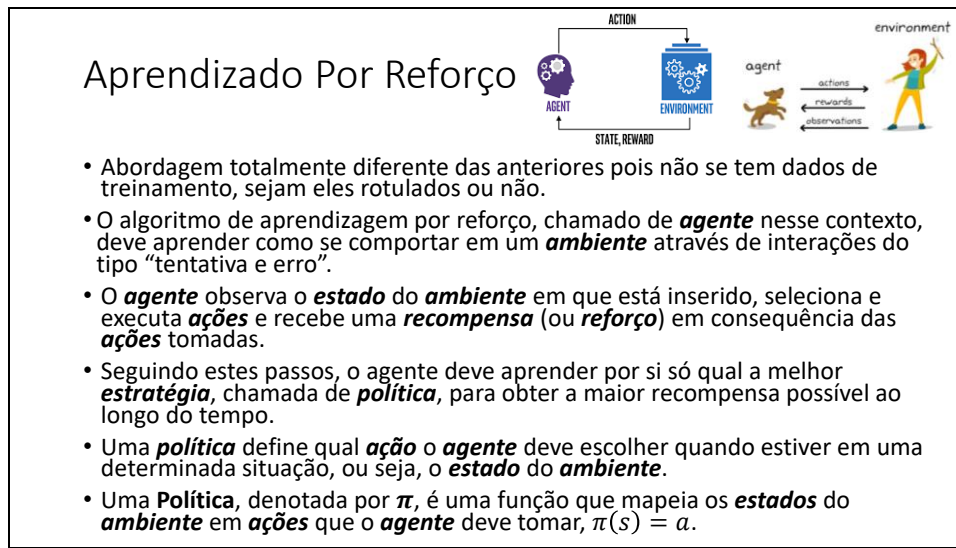 Aprendizado Por Reforço
ACTION
AGENT
ENVIRONMENT
STATE, REWARD
environment
agent
actions
rewards
observations
• Abordagem totalmente diferente das anteriores pois não se tem dados de
treinamento, sejam eles rotulados ou não.
• O algoritmo de aprendizagem por reforço, chamado de agente nesse contexto,
deve aprender como se comportar em um ambiente através de interações do
tipo “tentativa e erro”.
• O agente observa o estado do ambiente em que está inserido, seleciona e
executa ações e recebe uma recompensa (ou reforço) em consequência das
ações tomadas.
• Seguindo estes passos, o agente deve aprender por si só qual a melhor
estratégia, chamada de política, para obter a maior recompensa possível ao
longo do tempo.
• Uma política define qual ação o agente deve escolher quando estiver em uma
determinada situação, ou seja, o estado do ambiente.
• Uma Política, denotada por π, é uma função que mapeia os estados do
ambiente em ações que o agente deve tomar, π(s) = a.